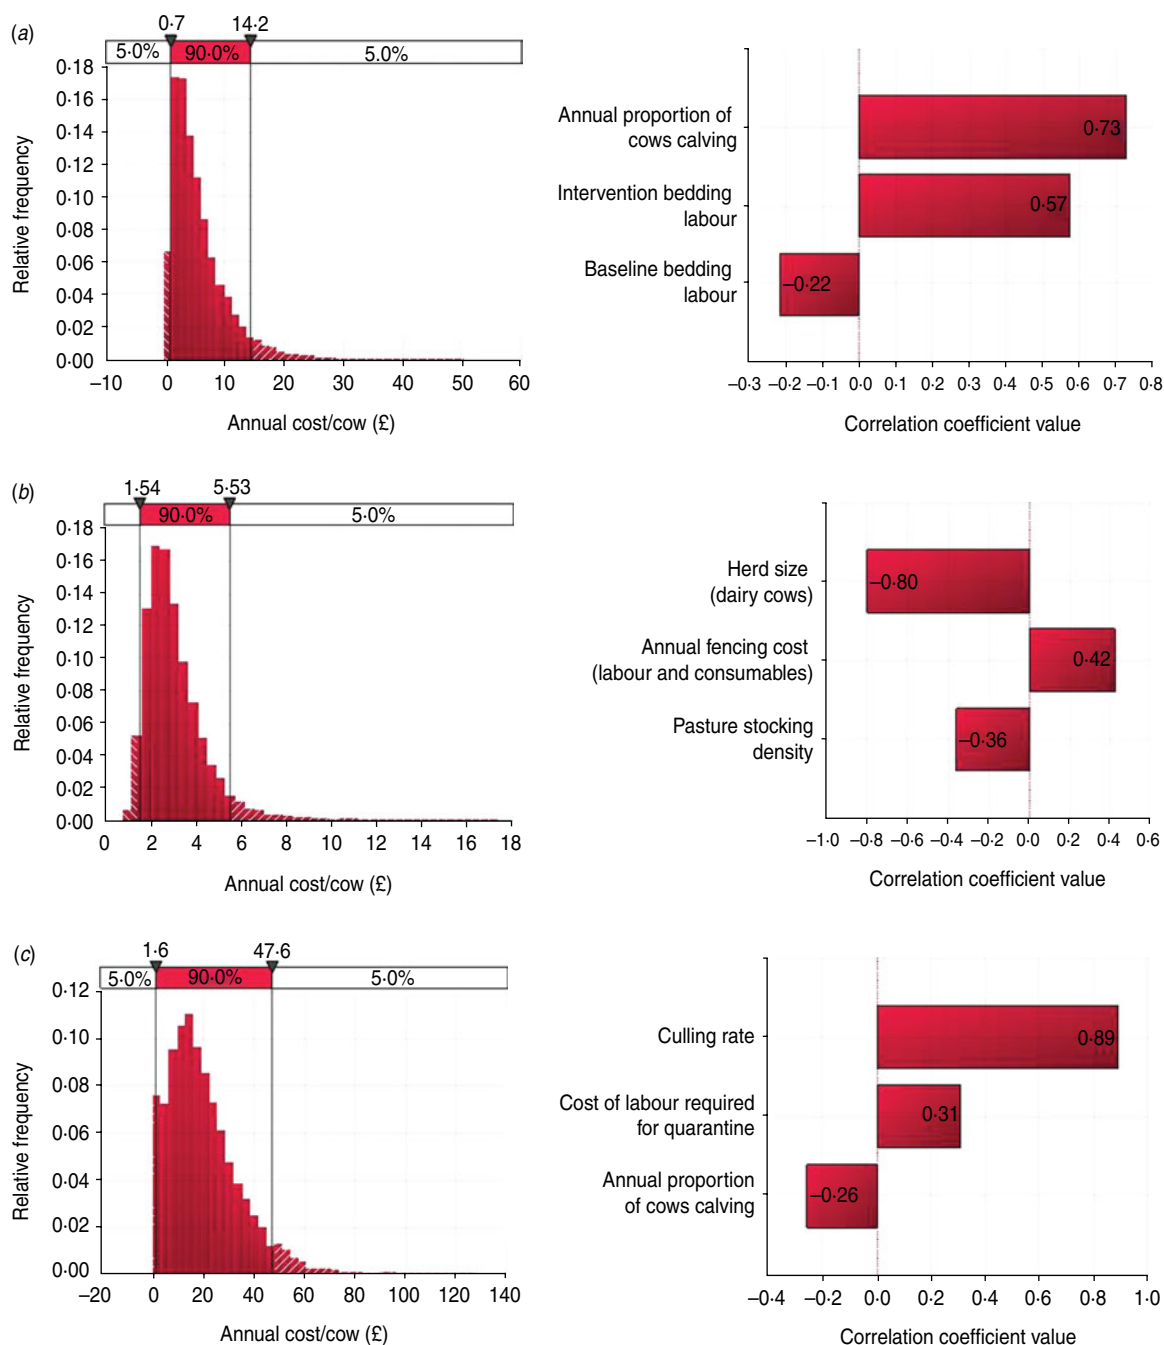 (a)
0·7 14·2
5·0% 90·0% 5.0%
0·18
0·16
0·14
0·12
0·10
0·08
0·06
0·04
0·02
0·00
Relative frequency
−10 0 10 20 30 40 50 60
Annual cost/cow (£)
Annual proportion of
cows calving
0·73
Intervention bedding
labour
0·57
Baseline bedding
labour
−0·22
−0·3 −0·2 −0·1 0·0 0·1 0·2 0·3 0·4 0·5 0·6 0·7 0·8
Correlation coefficient value
(b)
1·54 5·53
90·0% 5·0%
0·18
0·16
0·14
0·12
0·10
0·08
0·06
0·04
0·02
0·00
Relative frequency
0 2 4 6 8 10 12 14 16 18
Annual cost/cow (£)
Herd size
(dairy cows)
−0·80
Annual fencing cost
(labour and consumables)
0·42
Pasture stocking
density
−0·36
−1·0 −0·8 −0·6 −0·4 −0·2 0·0 0·2 0·4 0·6
Correlation coefficient value
(c)
1·6 47·6
5·0% 90·0% 5·0%
0·12
0·10
0·08
0·06
0·04
0·02
0·00
Relative frequency
−20 0 20 40 60 80 100 120 140
Annual cost/cow (£)
Culling rate
0·89
Cost of labour required
for quarantine
0·31
Annual proportion
of cows calving
−0·26
−0·4 −0·2 0·0 0·2 0·4 0·6 0·8 1·0
Correlation coefficient value